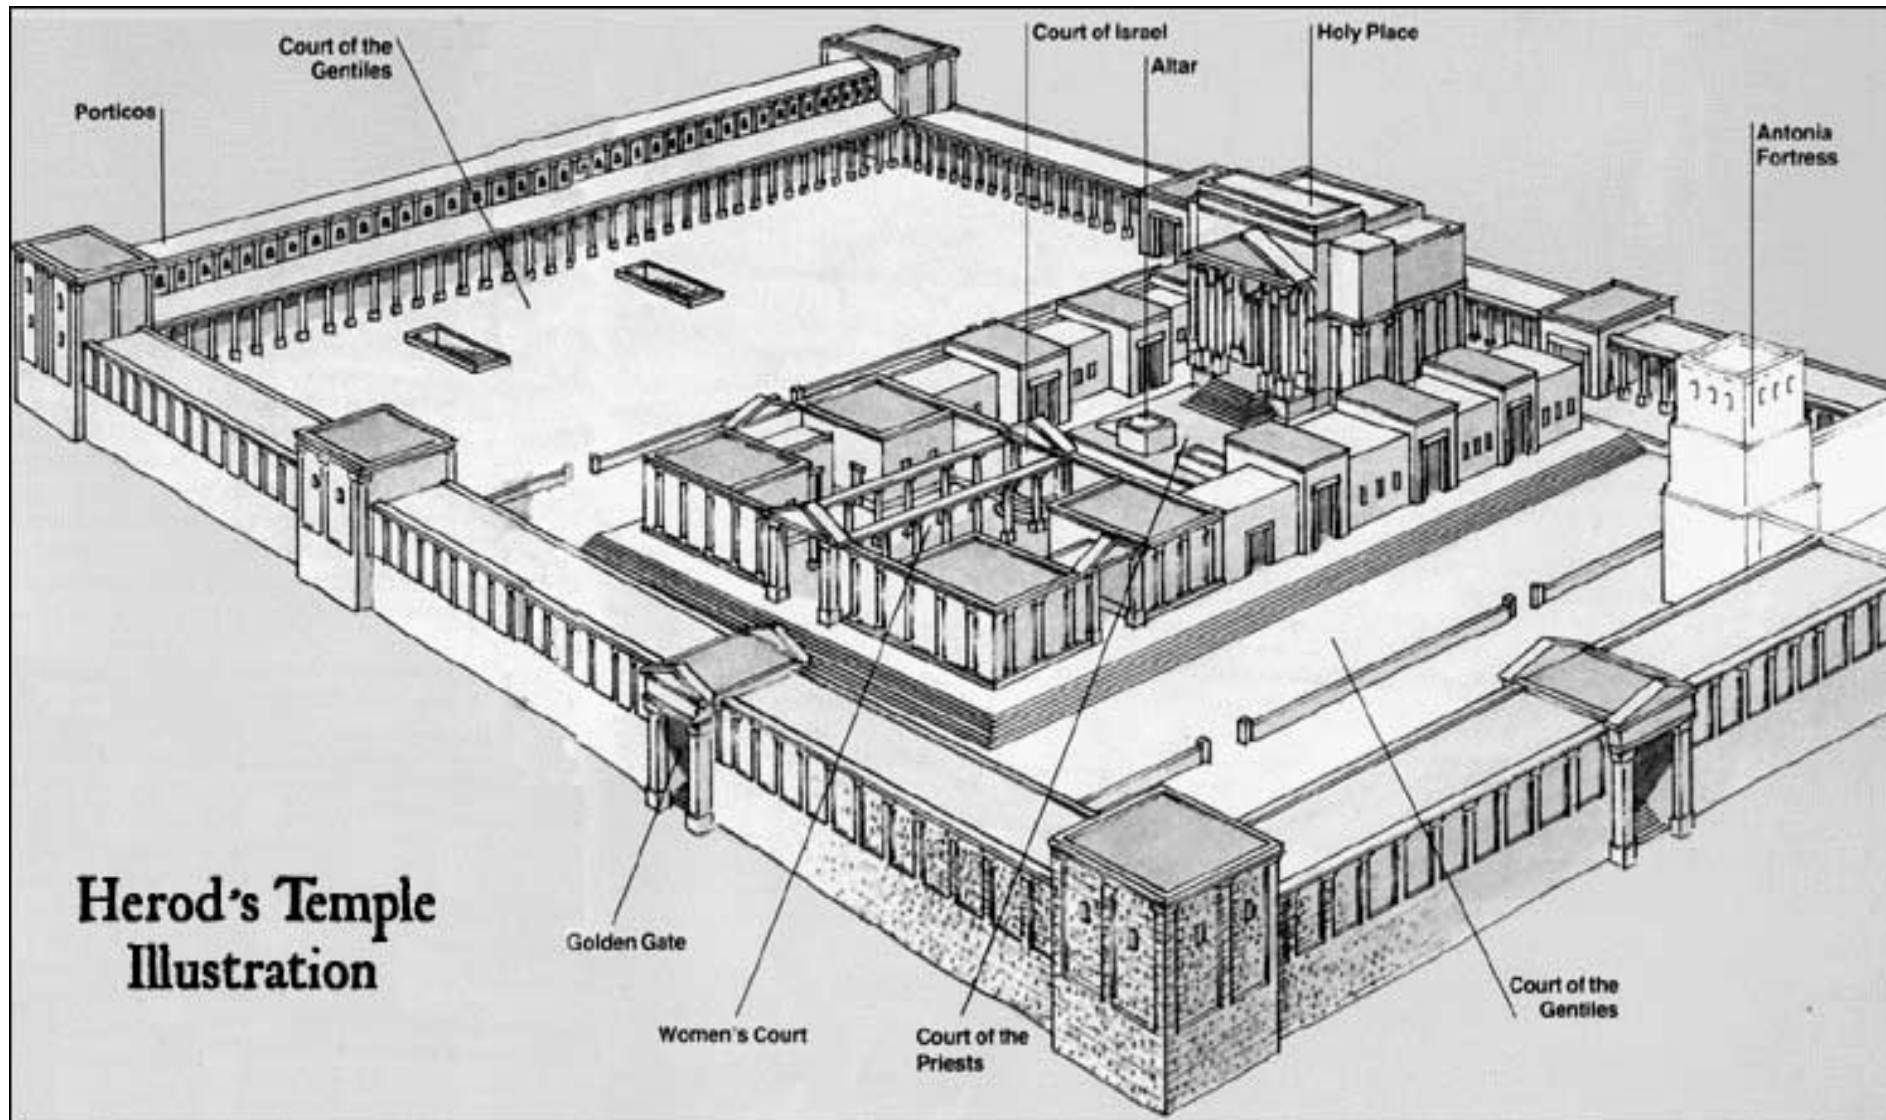 Court of the
Gentiles
Porticos
Court of Israel
Altar
Holy Place
Antonia
Fortress
Herod's Temple
Illustration
Golden Gate
Women's Court
Court of the
Priests
Court of the
Gentiles